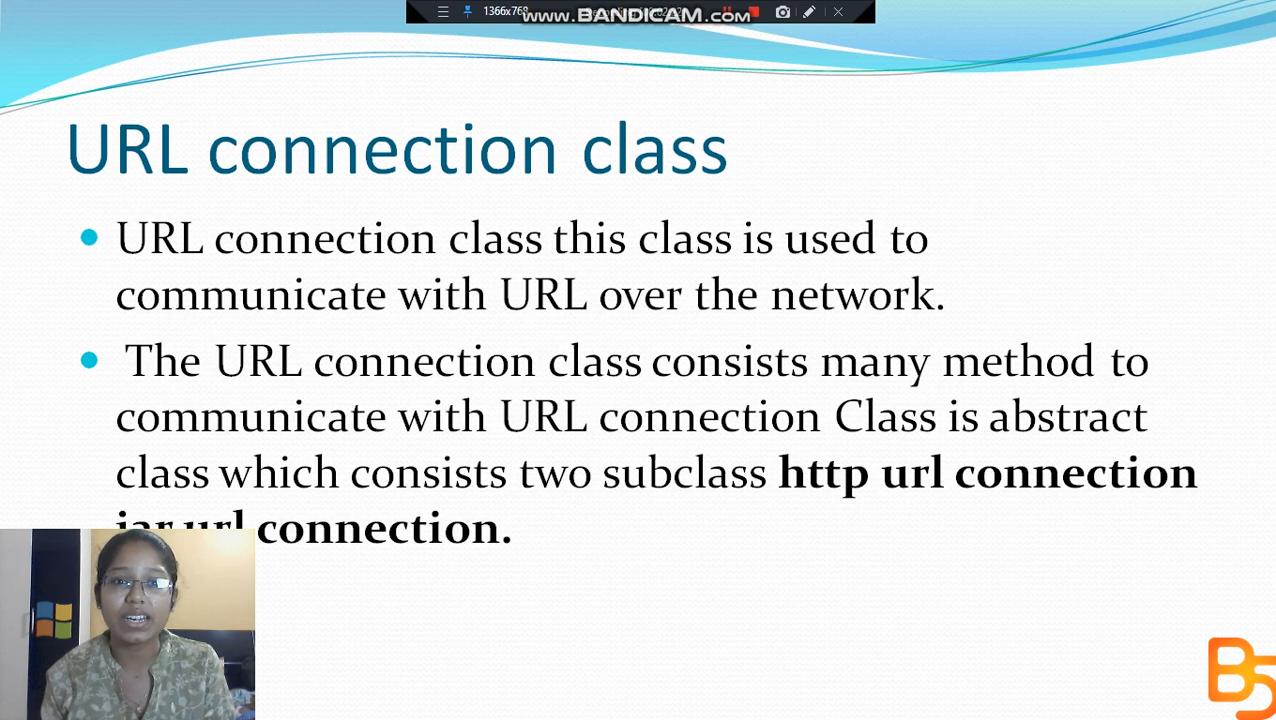 1366x768
www.BANDICAM.com
URL connection class
URL connection class this class is used to
communicate with URL over the network.
The URL connection class consists many method to
communicate with URL connection Class is abstract
class which consists two subclass http url connection
jar url connection.
B5